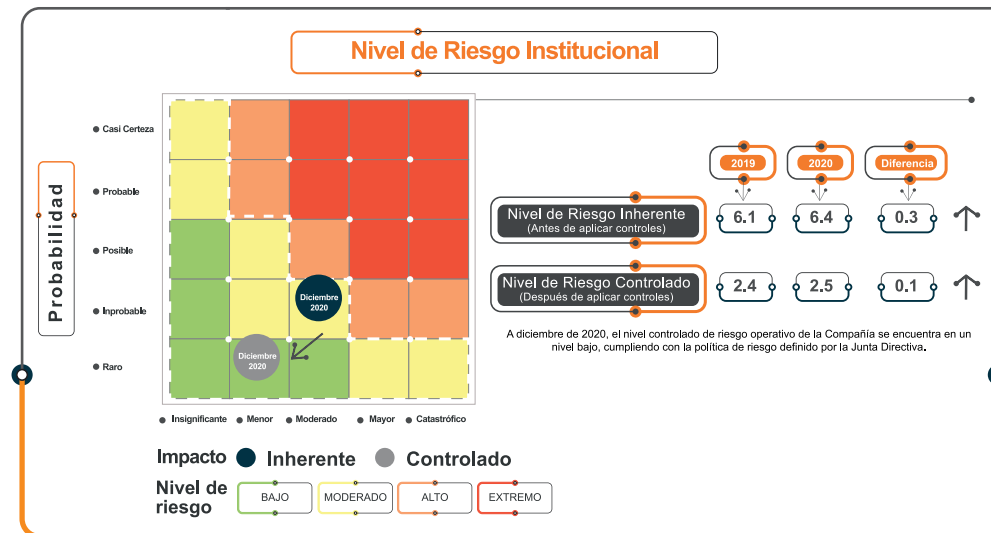 Nivel de Riesgo Institucional
Probabilidad
Casi Certeza
Probable
Posible
Inprobable
Raro
Diciembre
2020
Diciembre
2020
Insignificante
Menor
Moderado
Mayor
Catastrófico
Impacto
Inherente
Controlado
Nivel de
riesgo
BAJO
MODERADO
ALTO
EXTREMO
2019
2020
Diferencia
Nivel de Riesgo Inherente
(Antes de aplicar controles)
6.1
6.4
0.3
Nivel de Riesgo Controlado
(Después de aplicar controles)
2.4
2.5
0.1
A diciembre de 2020, el nivel controlado de riesgo operativo de la Compañía se encuentra en un
nivel bajo, cumpliendo con la política de riesgo definido por la Junta Directiva.